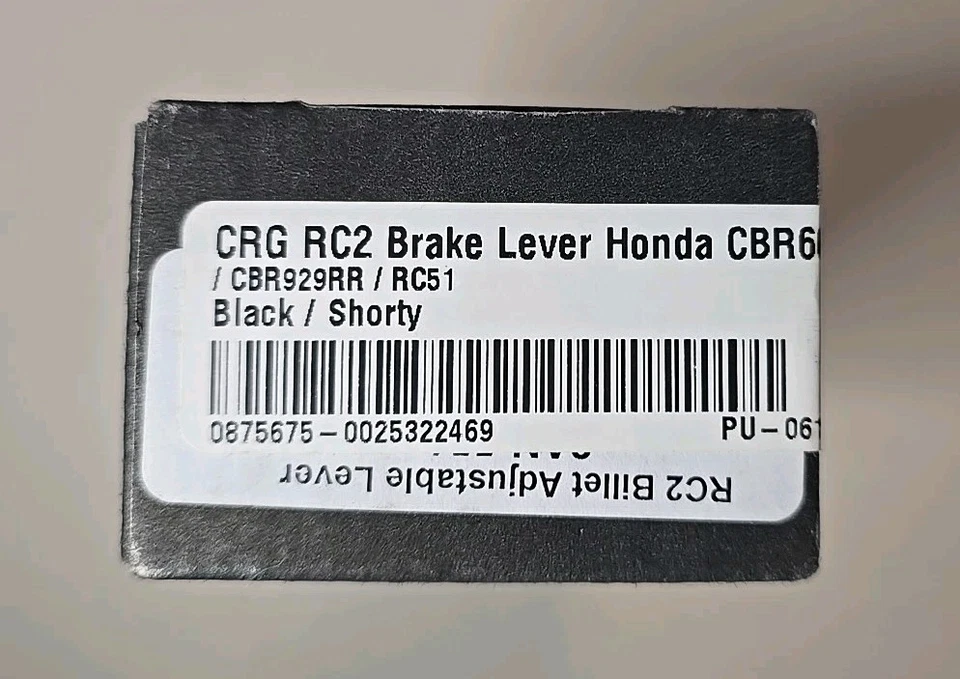 CRG RC2 Brake Lever Honda CBR6
/ CBR929RR / RC51
Black / Shorty
0875675-0025322469 PU-061
RC2 Billet Adjustable Lever